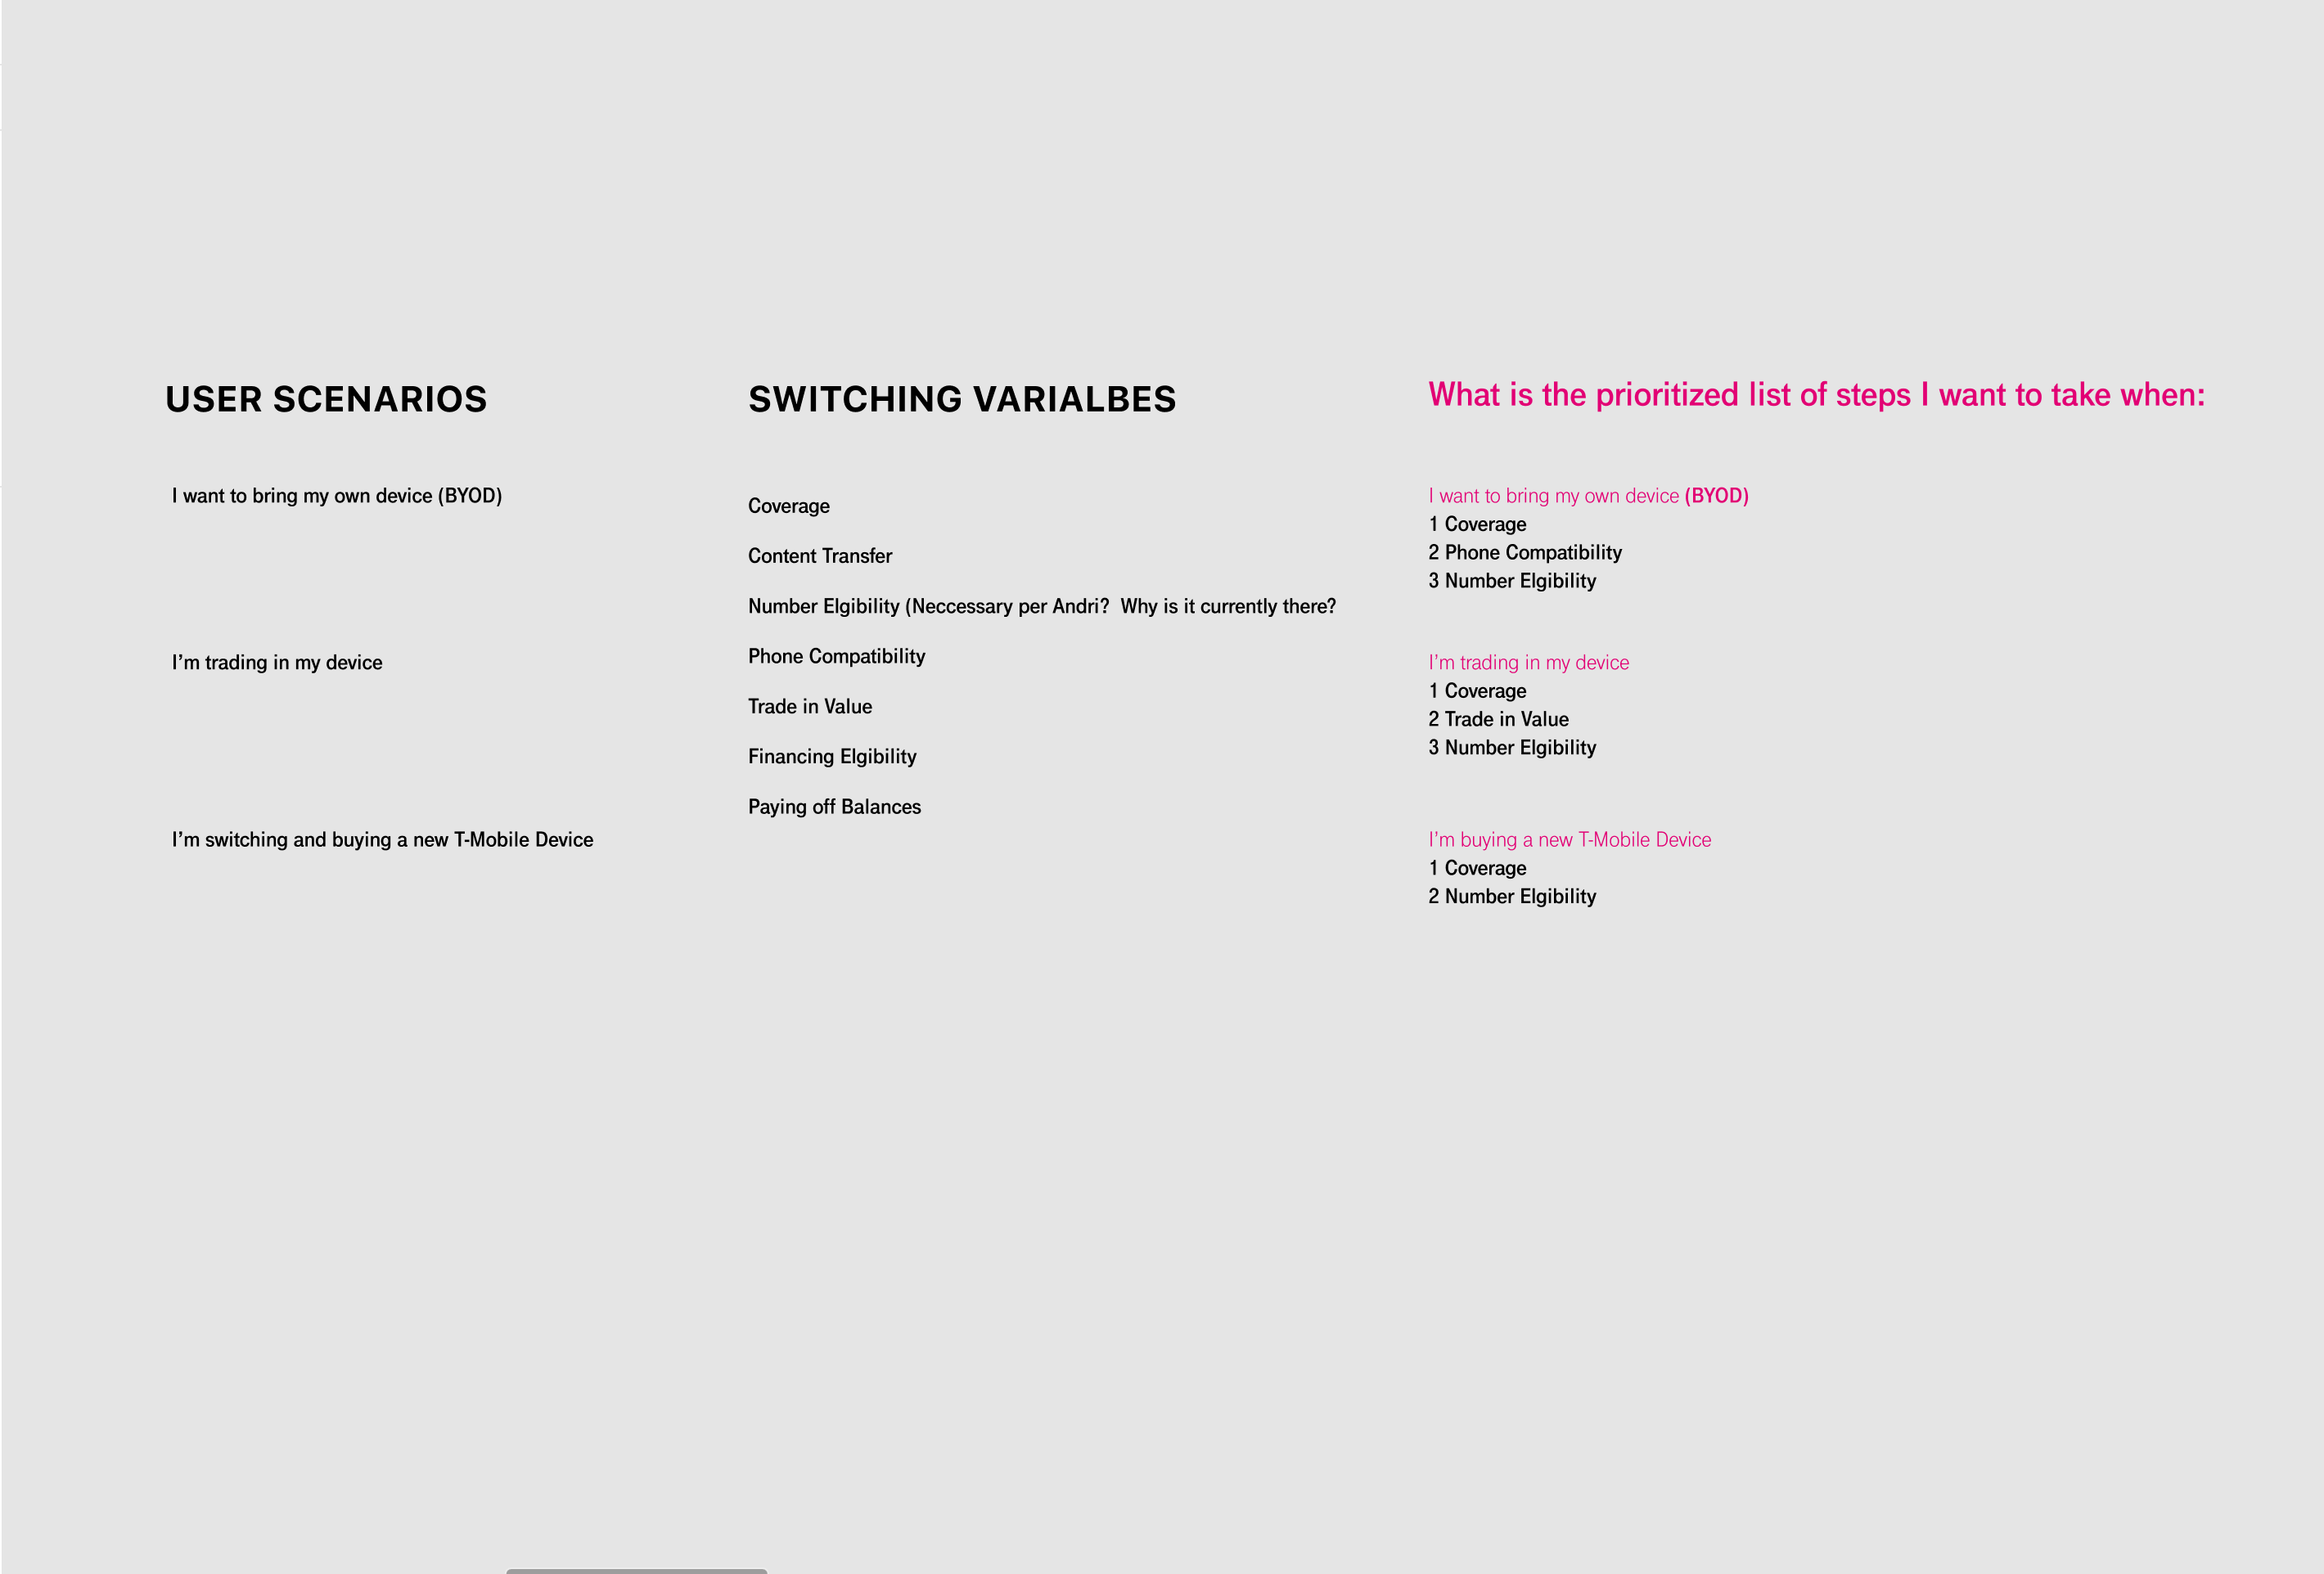 USER SCENARIOS
I want to bring my own device (BYOD)
I'm trading in my device
I'm switching and buying a new T-Mobile Device
SWITCHING VARIALBES
Coverage
Content Transfer
Number Elgibility (Neccessary per Andri?  Why is it currently there?
Phone Compatibility
Trade in Value
Financing Elgibility
Paying off Balances
What is the prioritized list of steps I want to take when:
I want to bring my own device (BYOD)
1 Coverage
2 Phone Compatibility
3 Number Elgibility
I'm trading in my device
1 Coverage
2 Trade in Value
3 Number Elgibility
I'm buying a new T-Mobile Device
1 Coverage
2 Number Elgibility